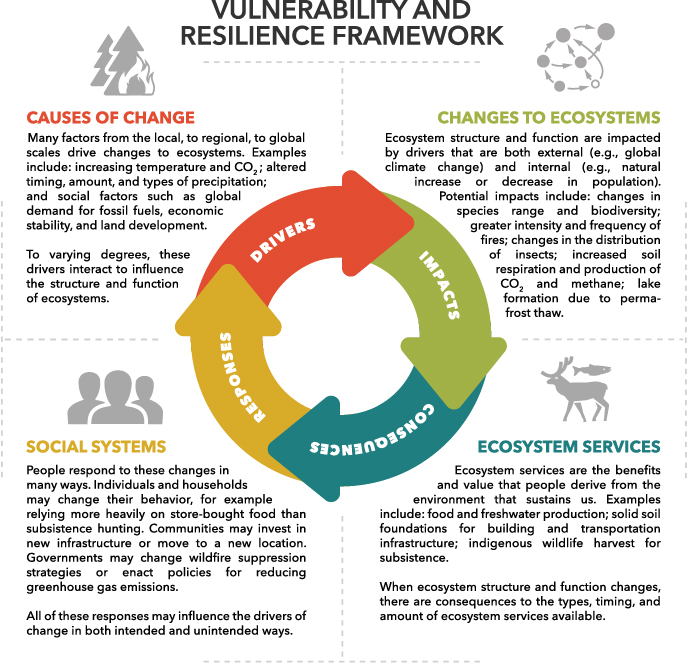 VULNERABILITY AND
RESILIENCE FRAMEWORK
CAUSES OF CHANGE
Many factors from the local, to regional, to global
scales drive changes to ecosystems. Examples
include: increasing temperature and CO₂; altered
timing, amount, and types of precipitation;
and social factors such as global
demand for fossil fuels, economic
stability, and land development.
To varying degrees, these
drivers interact to influence
the structure and function
of ecosystems.
CHANGES TO ECOSYSTEMS
Ecosystem structure and function are impacted
by drivers that are both external (e.g., global
climate change) and internal (e.g., natural
increase or decrease in population).
Potential impacts include: changes in
species range and biodiversity;
greater intensity and frequency of
fires; changes in the distribution
of insects; increased soil
respiration and production of
CO₂ and methane; lake
formation due to perma-
frost thaw.
DRIVERS
IMPACTS
CONSEQUENCES
RESPONSES
SOCIAL SYSTEMS
People respond to these changes in
many ways. Individuals and households
may change their behavior, for example
relying more heavily on store-bought food than
subsistence hunting. Communities may invest in
new infrastructure or move to a new location.
Governments may change wildfire suppression
strategies or enact policies for reducing
greenhouse gas emissions.
All of these responses may influence the drivers of
change in both intended and unintended ways.
ECOSYSTEM SERVICES
Ecosystem services are the benefits
and value that people derive from the
environment that sustains us. Examples
include: food and freshwater production; solid soil
foundations for building and transportation
infrastructure; indigenous wildlife harvest for
subsistence.
When ecosystem structure and function changes,
there are consequences to the types, timing, and
amount of ecosystem services available.